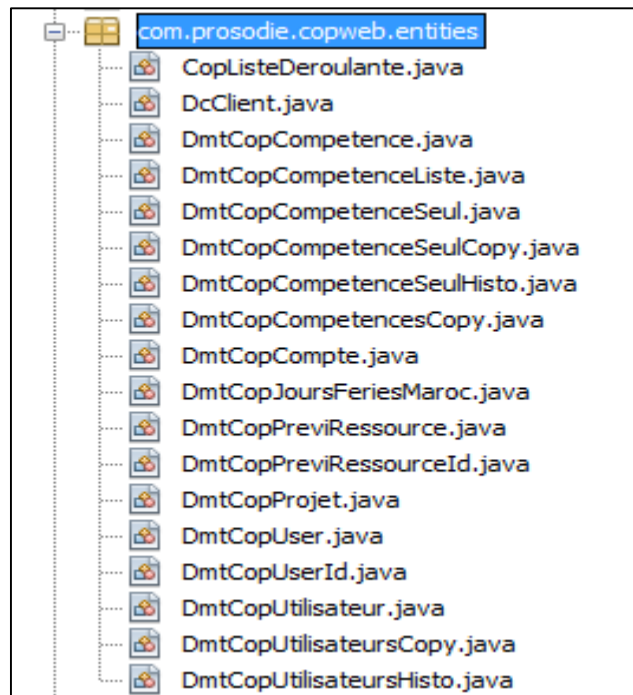 com.prosodie.copweb.entities
CopListeDeroulante.java
DcClient.java
DmtCopCompetence.java
DmtCopCompetenceListe.java
DmtCopCompetenceSeul.java
DmtCopCompetenceSeulCopy.java
DmtCopCompetenceSeulHisto.java
DmtCopCompetencesCopy.java
DmtCopCompte.java
DmtCopJoursFeriesMaroc.java
DmtCopPreviRessource.java
DmtCopPreviRessourceId.java
DmtCopProjet.java
DmtCopUser.java
DmtCopUserId.java
DmtCopUtilisateur.java
DmtCopUtilisateursCopy.java
DmtCopUtilisateursHisto.java